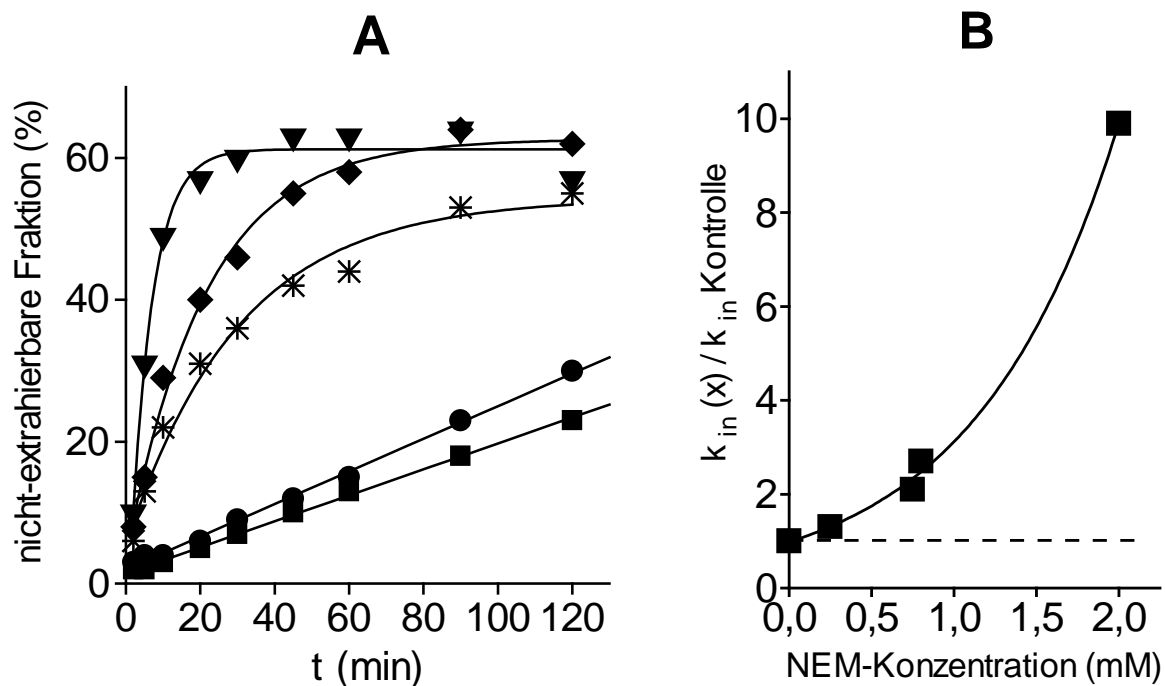 A
nicht-extrahierbare Fraktion (%)
60
40
20
0
0 20 40 60 80 100 120
t (min)
B
k in (x) / k in Kontrolle
10
8
6
4
2
0
0,0 0,5 1,0 1,5 2,0
NEM-Konzentration (mM)